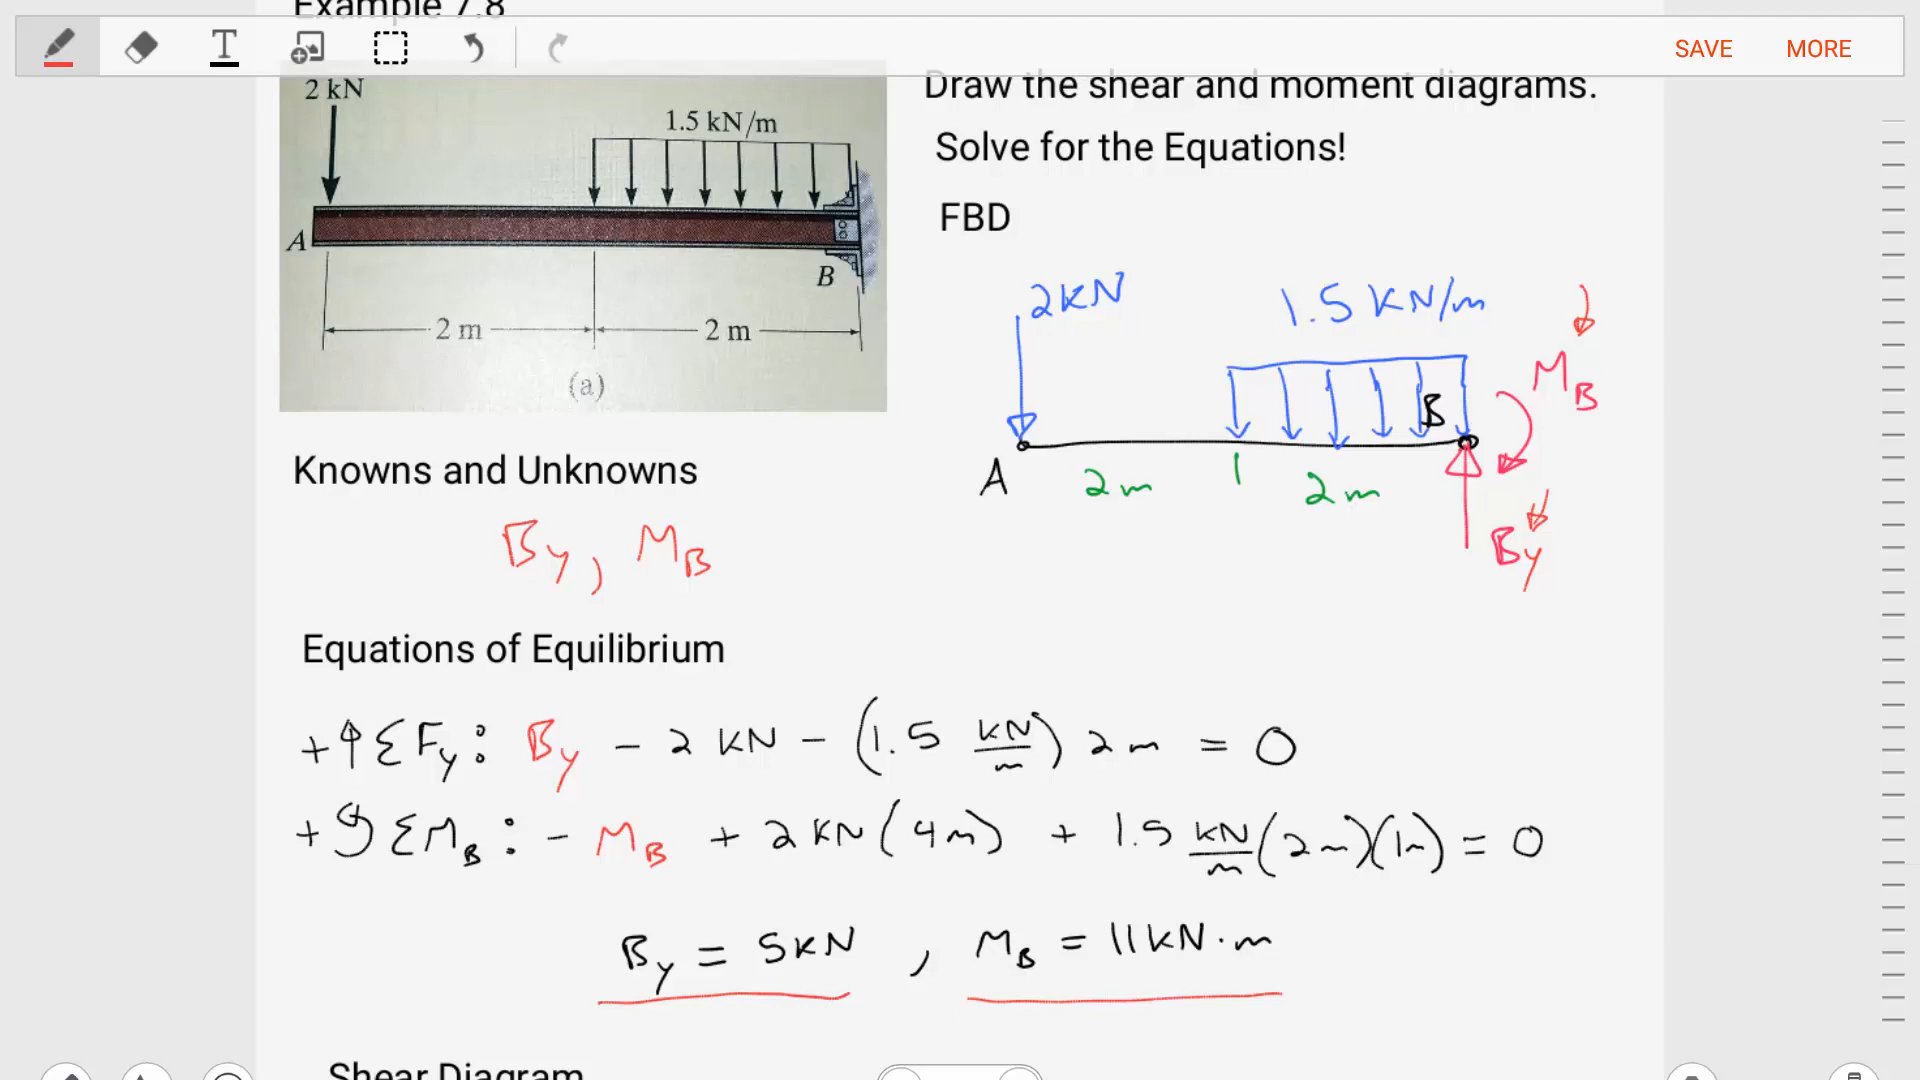 Example 7.8
T
SAVE MORE
Draw the shear and moment diagrams.
Solve for the Equations!
FBD
2 kN
1.5 kN/m
A
B
2 m
2 m
(a)
2KN
1.5 KN/m
MB
B
A
2m
2m
By
Knowns and Unknowns
By, MB
Equations of Equilibrium
+↑ΣFy: By - 2 KN - (1.5 KN/m) 2m = 0
+↺ΣMB: - MB + 2KN(4m) + 1.5 KN/m (2m)(1m) = 0
By = 5KN , MB = 11KN·m
Shear Diagram